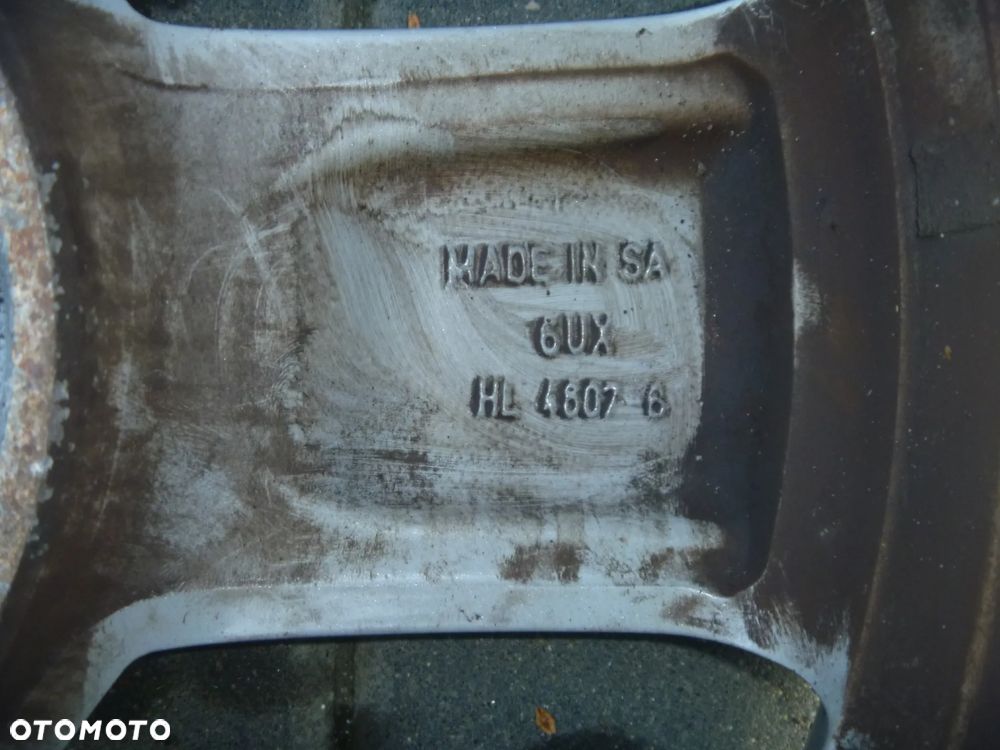 MADE IN SA
6UX
HL 4607 6
OTOMOTO